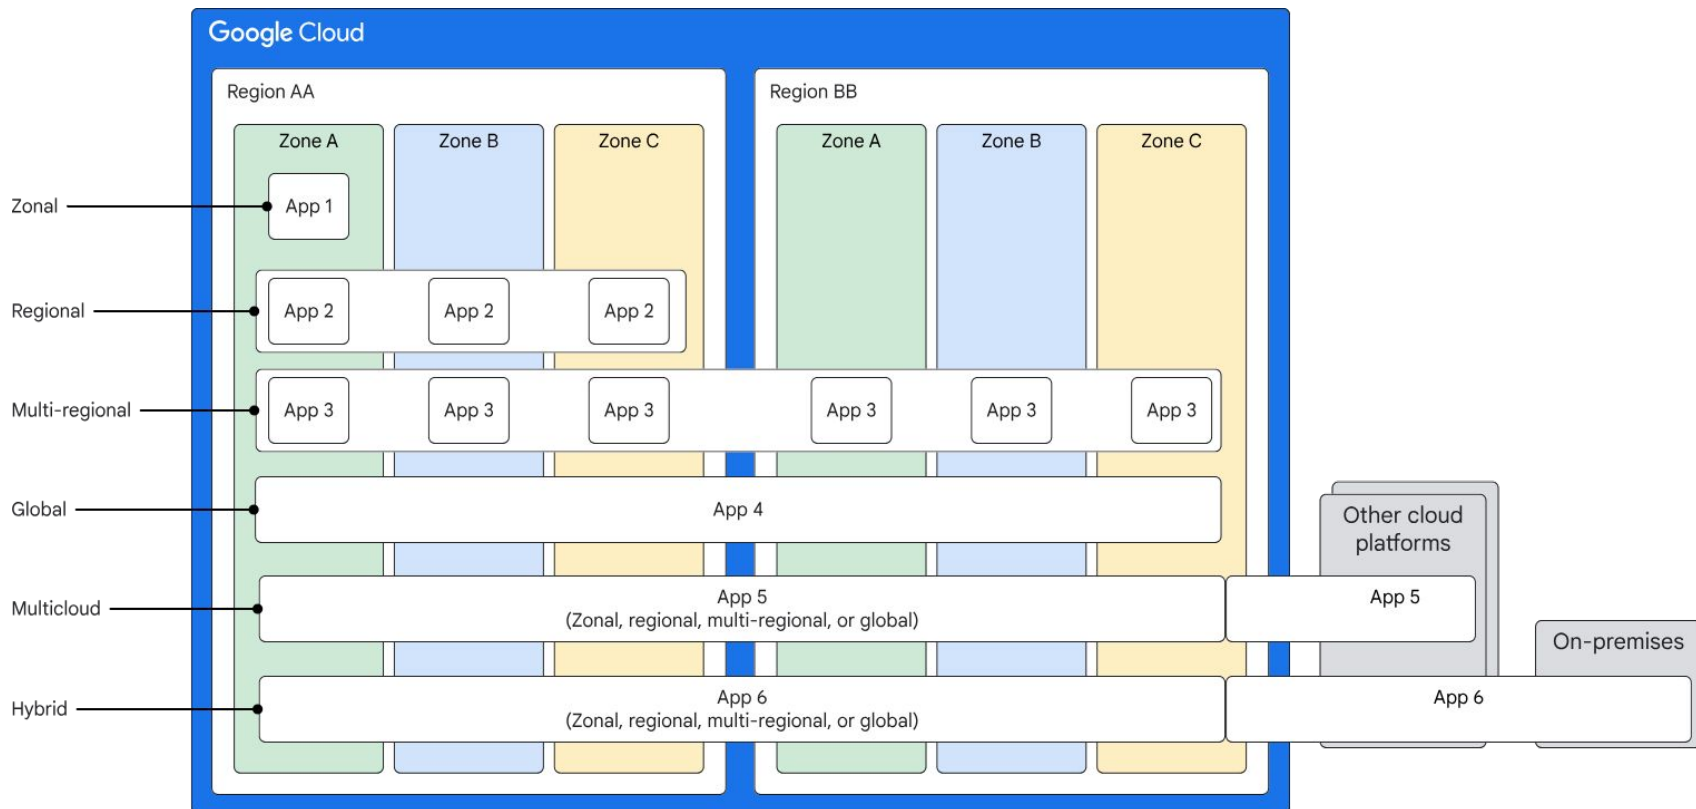 Google Cloud
Region AA
Region BB
Zone A
Zone B
Zone C
Zone A
Zone B
Zone C
Zonal
App 1
Regional
App 2
App 2
App 2
Multi-regional
App 3
App 3
App 3
App 3
App 3
App 3
Global
App 4
Other cloud
platforms
Multicloud
App 5
(Zonal, regional, multi-regional, or global)
App 5
On-premises
Hybrid
App 6
(Zonal, regional, multi-regional, or global)
App 6